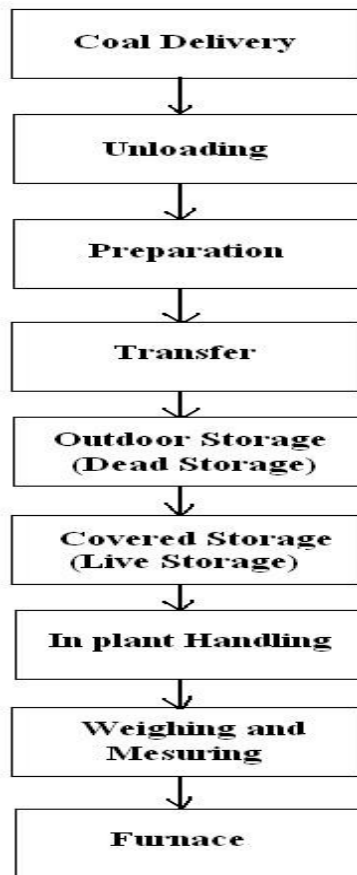 Coal Delivery
Unloading
Preparation
Transfer
Outdoor Storage
(Dead Storage)
Covered Storage
(Live Storage)
In plant Handling
Weighing and
Mesuring
Furnace